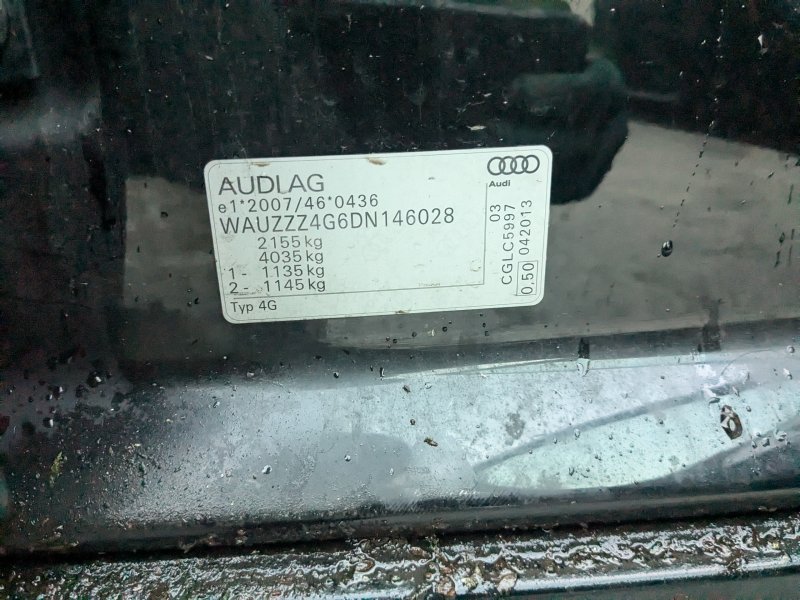 AUDI AG
e1*2007/46*0436
WAUZZZ4G6DN146028
2155 kg
4035 kg
1 - 1135 kg
2 - 1145 kg
Typ 4G
Audi
03
CGLC5997
0.50 042013